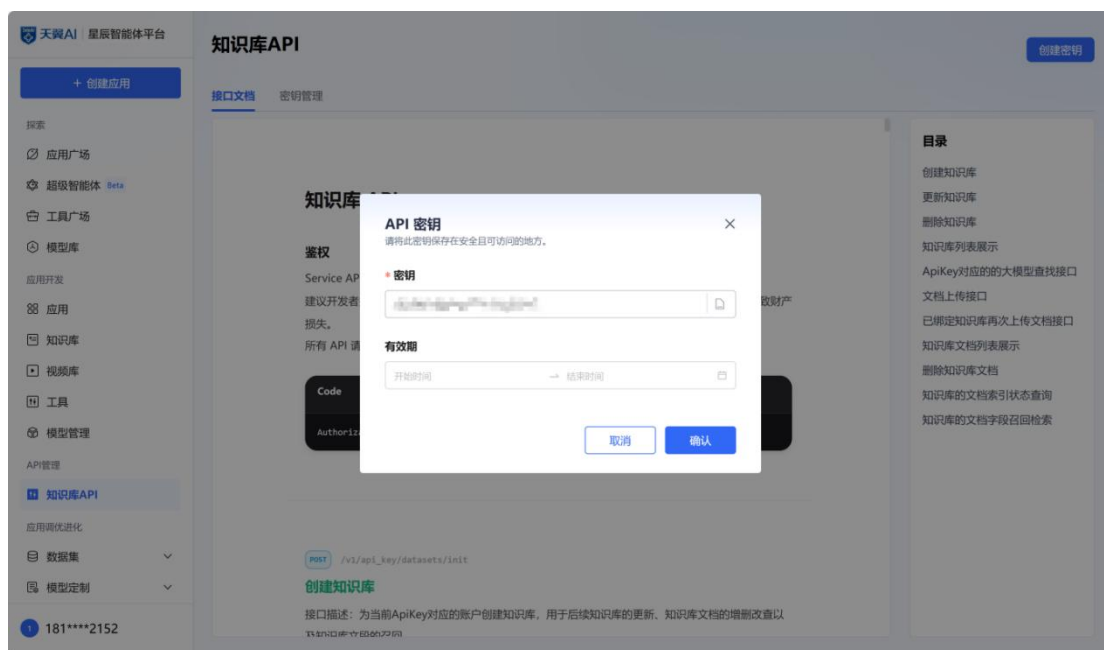 天翼AI 星辰智能体平台
+ 创建应用
探索
应用广场
超级智能体 Beta
工具广场
模型库
应用开发
应用
知识库
视频库
工具
模型管理
API管理
知识库API
应用调优进化
数据集
模型定制
1 181****2152
知识库API
创建密钥
接口文档 密钥管理
知识库
鉴权
Service AP
建议开发者 致财产
损失。
所有 API 请
Code
Authoriz
API 密钥
请将此密钥保存在安全且可访问的地方。
* 密钥
有效期
开始时间 → 结束时间
取消 确认
POST /v1/api_key/datasets/init
创建知识库
接口描述：为当前ApiKey对应的账户创建知识库，用于后续知识库的更新、知识库文档的增删改查以
及知识库文段的召回
目录
创建知识库
更新知识库
删除知识库
知识库列表展示
ApiKey对应的的大模型查找接口
文档上传接口
已绑定知识库再次上传文档接口
知识库文档列表展示
删除知识库文档
知识库的文档索引状态查询
知识库的文档字段召回检索